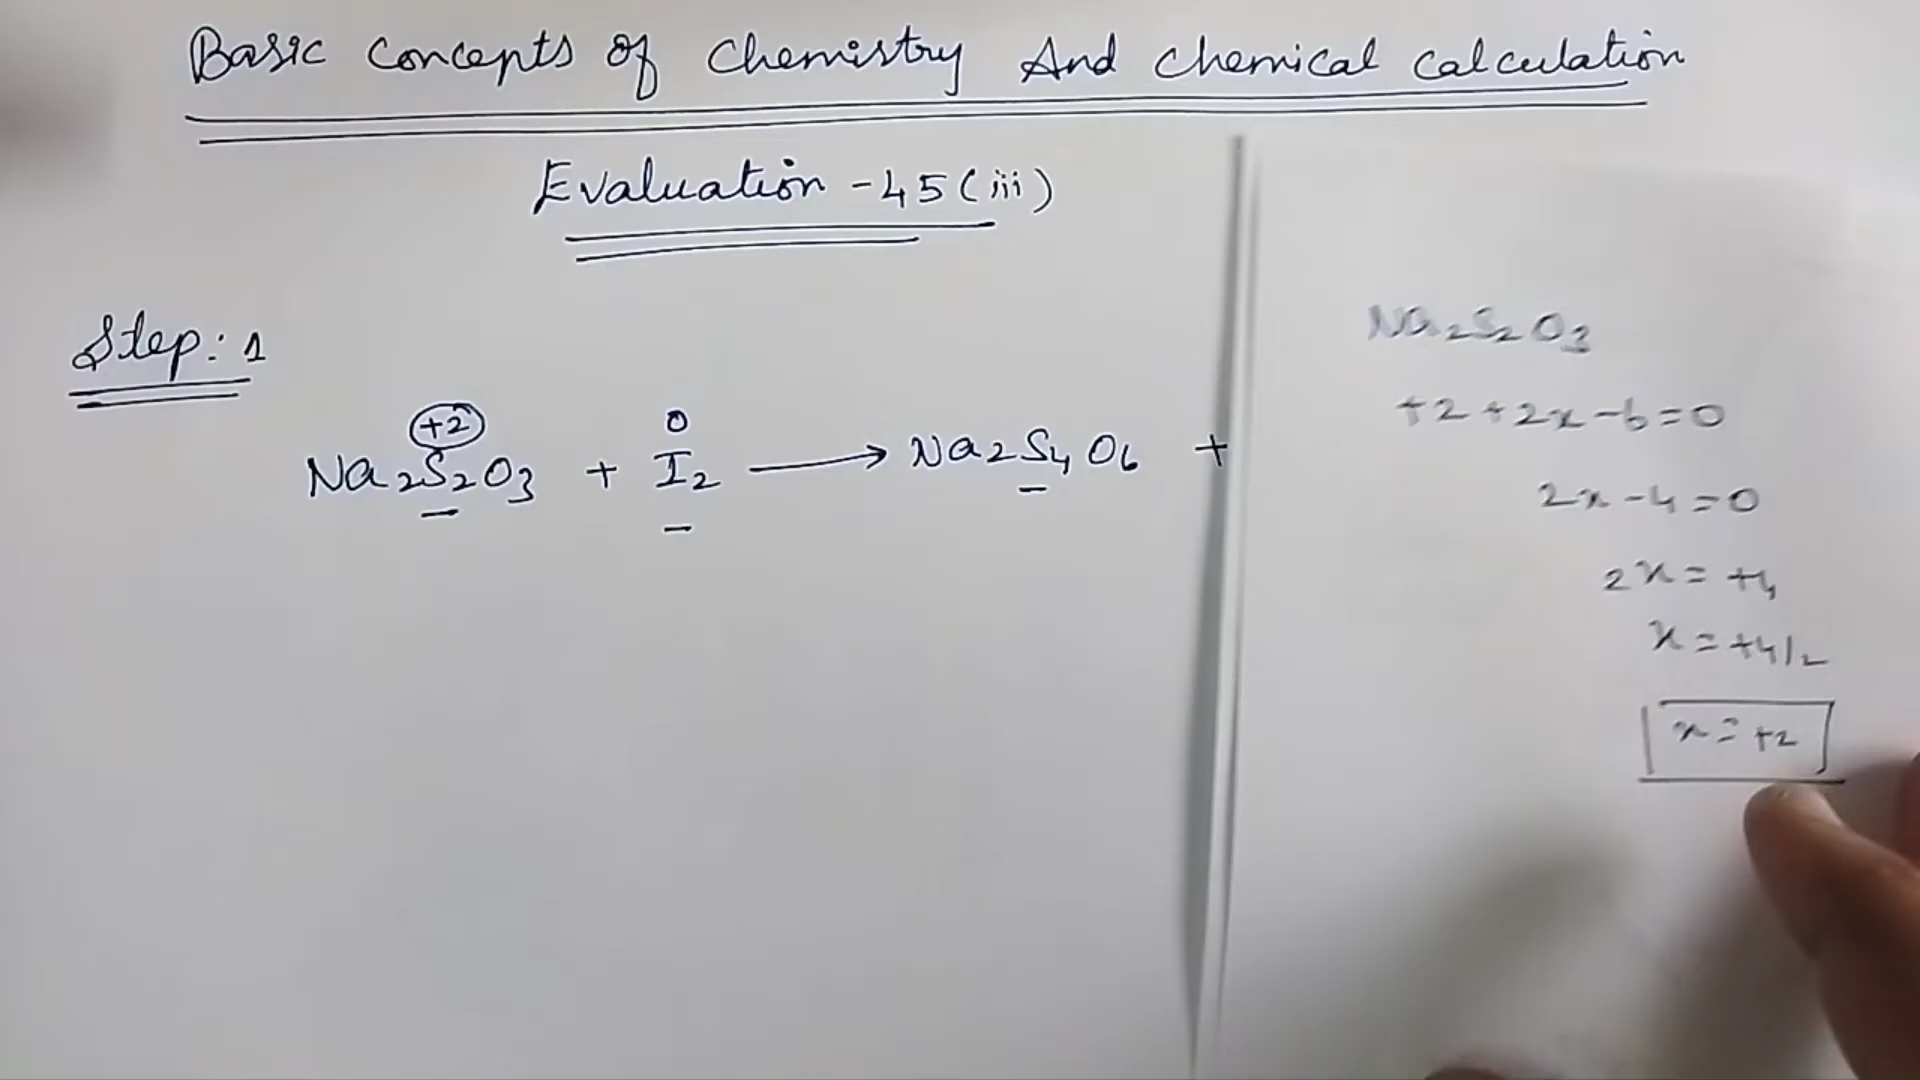 Basic Concepts Of Chemistry And Chemical Calculation
Evaluation - 45 (iii)
Step: 1
+2 0
Na2S2O3 + I2 ⟶ Na2S4O6 +
Na2S2O3
+2+2x-6=0
2x-4=0
2x=+4
x=+4/2
x=+2